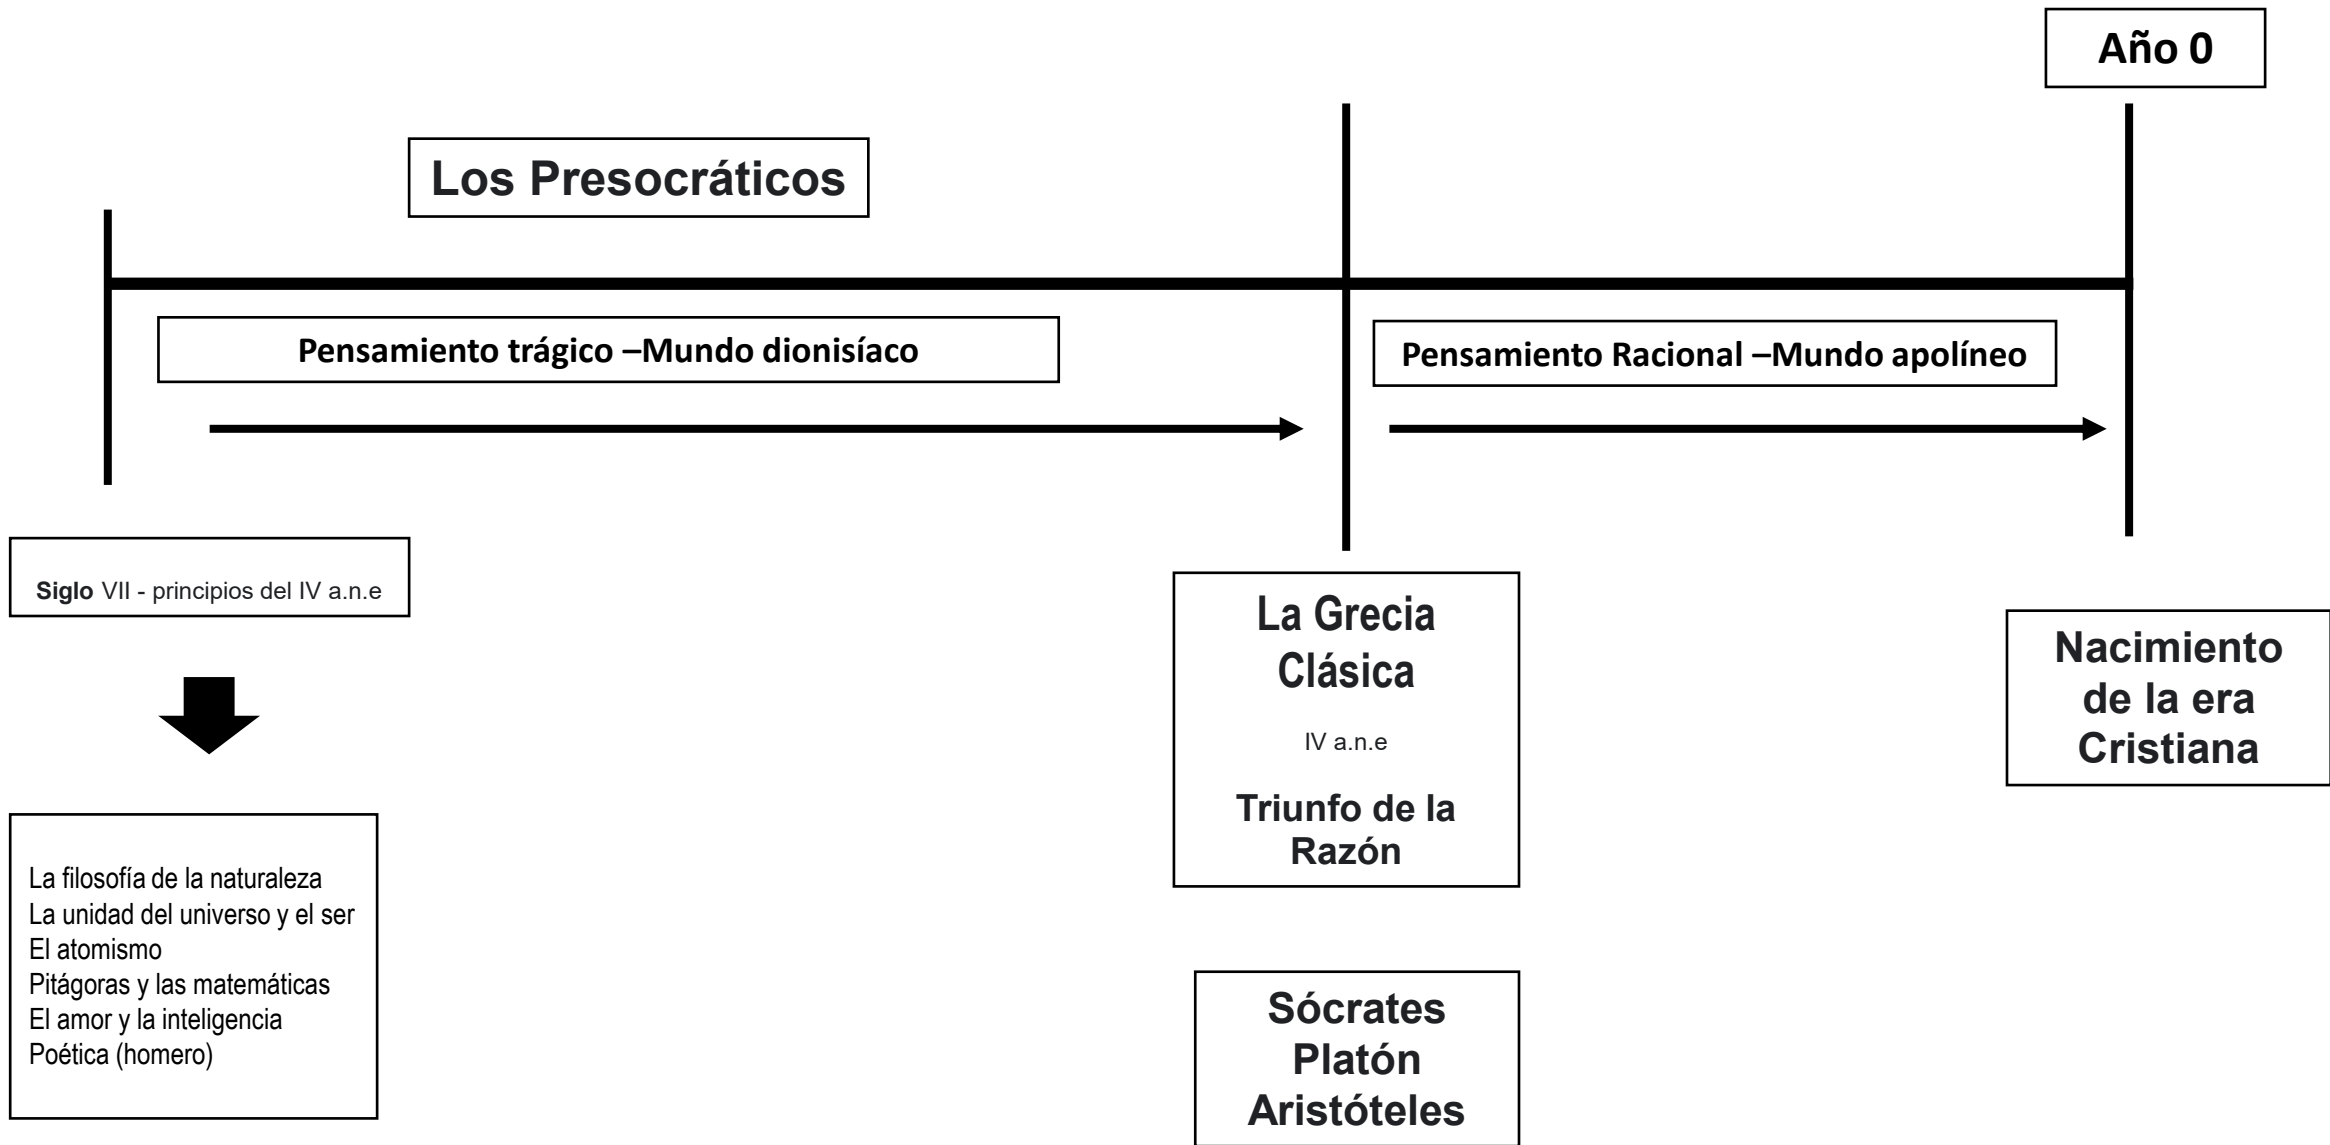 Año 0
Los Presocráticos
Pensamiento trágico –Mundo dionisíaco
Pensamiento Racional –Mundo apolíneo
Siglo VII - principios del IV a.n.e
La filosofía de la naturaleza
La unidad del universo y el ser
El atomismo
Pitágoras y las matemáticas
El amor y la inteligencia
Poética (homero)
La Grecia
Clásica
IV a.n.e
Triunfo de la
Razón
Sócrates
Platón
Aristóteles
Nacimiento
de la era
Cristiana